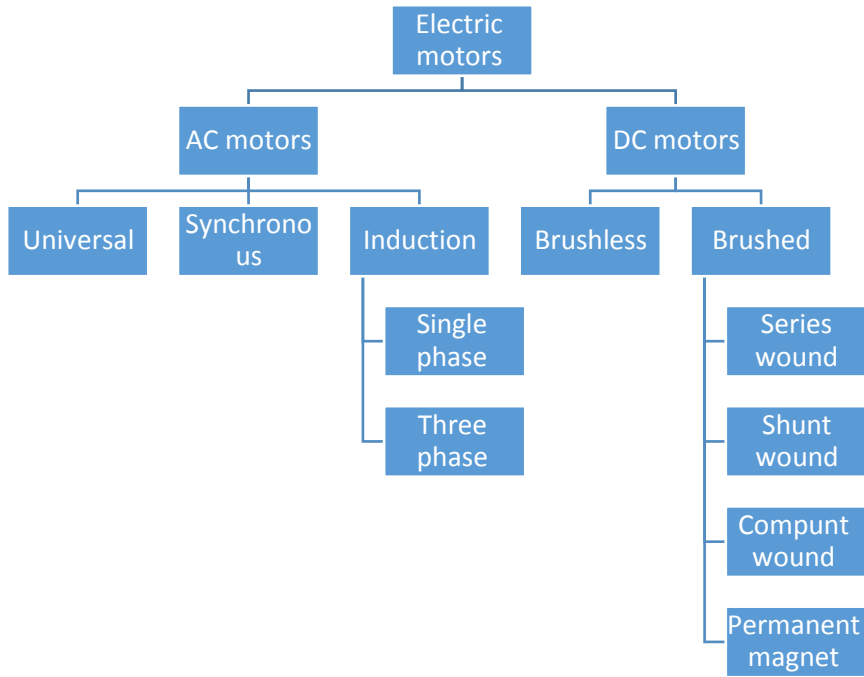 Electric
motors
AC motors
DC motors
Universal
Synchrono
us
Induction
Brushless
Brushed
Single
phase
Three
phase
Series
wound
Shunt
wound
Compunt
wound
Permanent
magnet